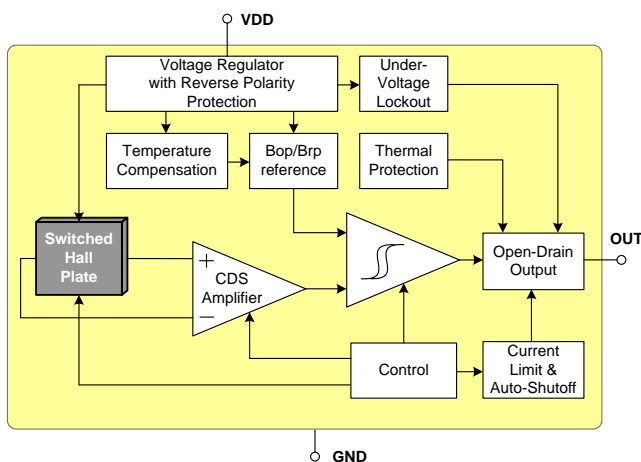 VDD
Voltage Regulator
with Reverse Polarity
Protection
Under-
Voltage
Lockout
Temperature
Compensation
Bop/Brp
reference
Thermal
Protection
Switched
Hall
Plate
+
CDS
Amplifier
−
Open-Drain
Output
OUT
Control
Current
Limit &
Auto-Shutoff
GND